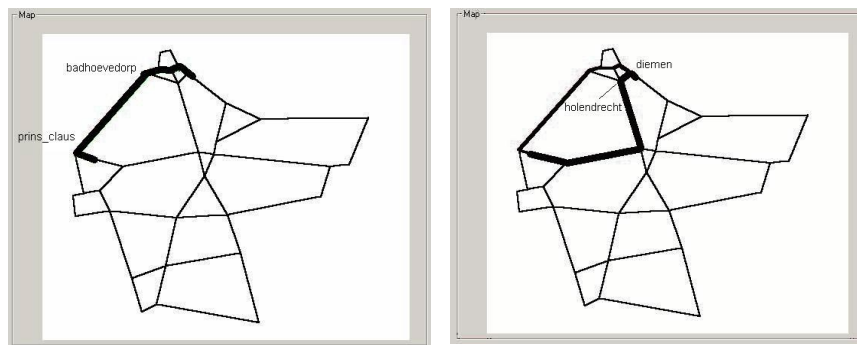 Map
badhoevedorp
prins_claus
Map
diemen
holendrecht